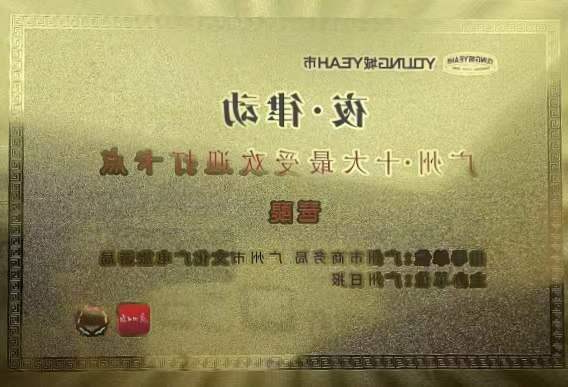 YOUNG城YEAH市
夜·律动
广州·十大最受欢迎打卡点
指导单位：广州市商务局 广州市文化广电旅游局
主办单位：广州日报